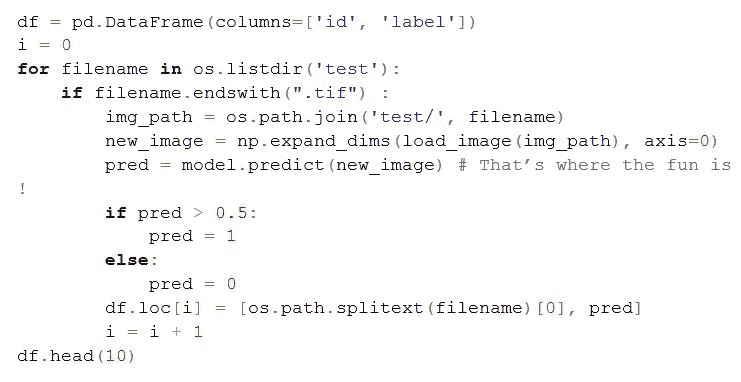 df = pd.DataFrame(columns=['id', 'label'])
i = 0
for filename in os.listdir('test'):
    if filename.endswith(".tif") :
        img_path = os.path.join('test/', filename)
        new_image = np.expand_dims(load_image(img_path), axis=0)
        pred = model.predict(new_image) # That’s where the fun is
!
        if pred > 0.5:
            pred = 1
        else:
            pred = 0
        df.loc[i] = [os.path.splitext(filename)[0], pred]
        i = i + 1
df.head(10)